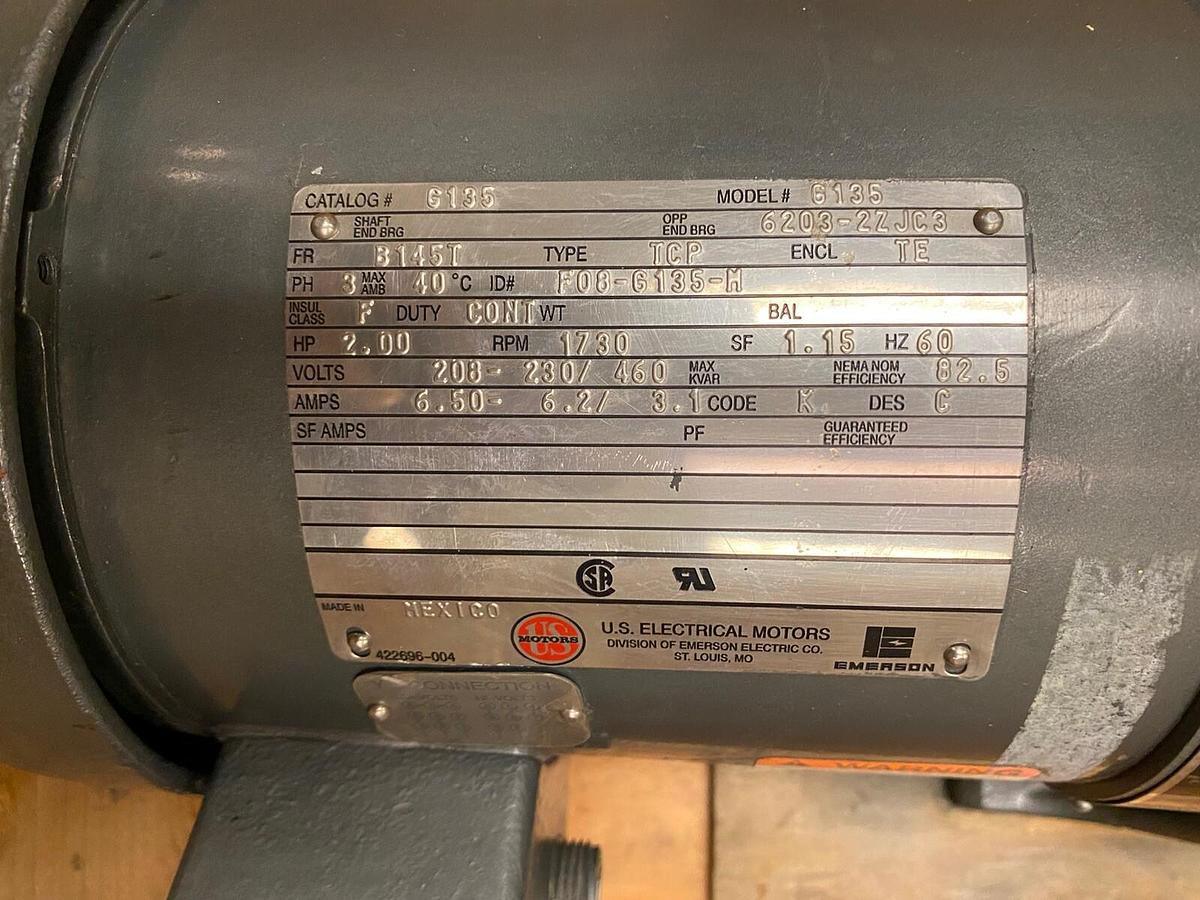 CATALOG # G135 MODEL # G135
SHAFT END BRG OPP END BRG 6203-2ZJC3
FR B145T TYPE TCP ENCL TE
PH 3 MAX AMB 40 °C ID# F08-G135-M
INSUL CLASS F DUTY CONT WT BAL
HP 2.00 RPM 1730 SF 1.15 HZ 60
VOLTS 208- 230/ 460 MAX KVAR NEMA NOM EFFICIENCY 82.5
AMPS 6.50- 6.2/ 3.1 CODE K DES C
SF AMPS PF GUARANTEED EFFICIENCY
SA RU
MADE IN MEXICO
US MOTORS
U.S. ELECTRICAL MOTORS
DIVISION OF EMERSON ELECTRIC CO.
ST. LOUIS, MO
EMERSON
422696-004
CONNECTION
WARNING